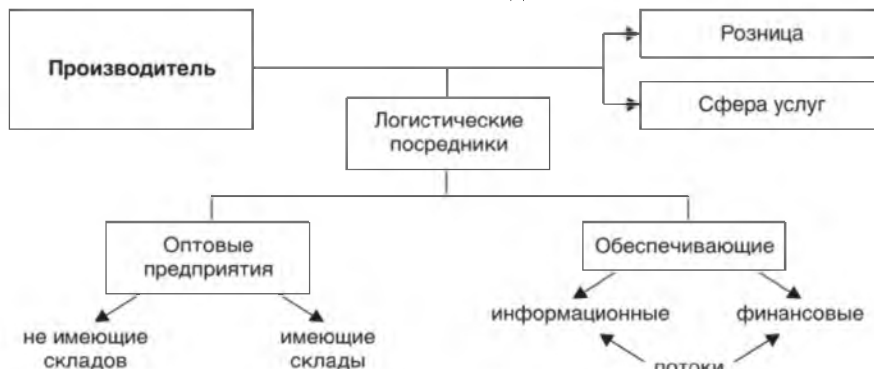 Производитель
Розница
Сфера услуг
Логистические
посредники
Оптовые
предприятия
Обеспечивающие
не имеющие
складов
имеющие
склады
информационные
финансовые
потоки